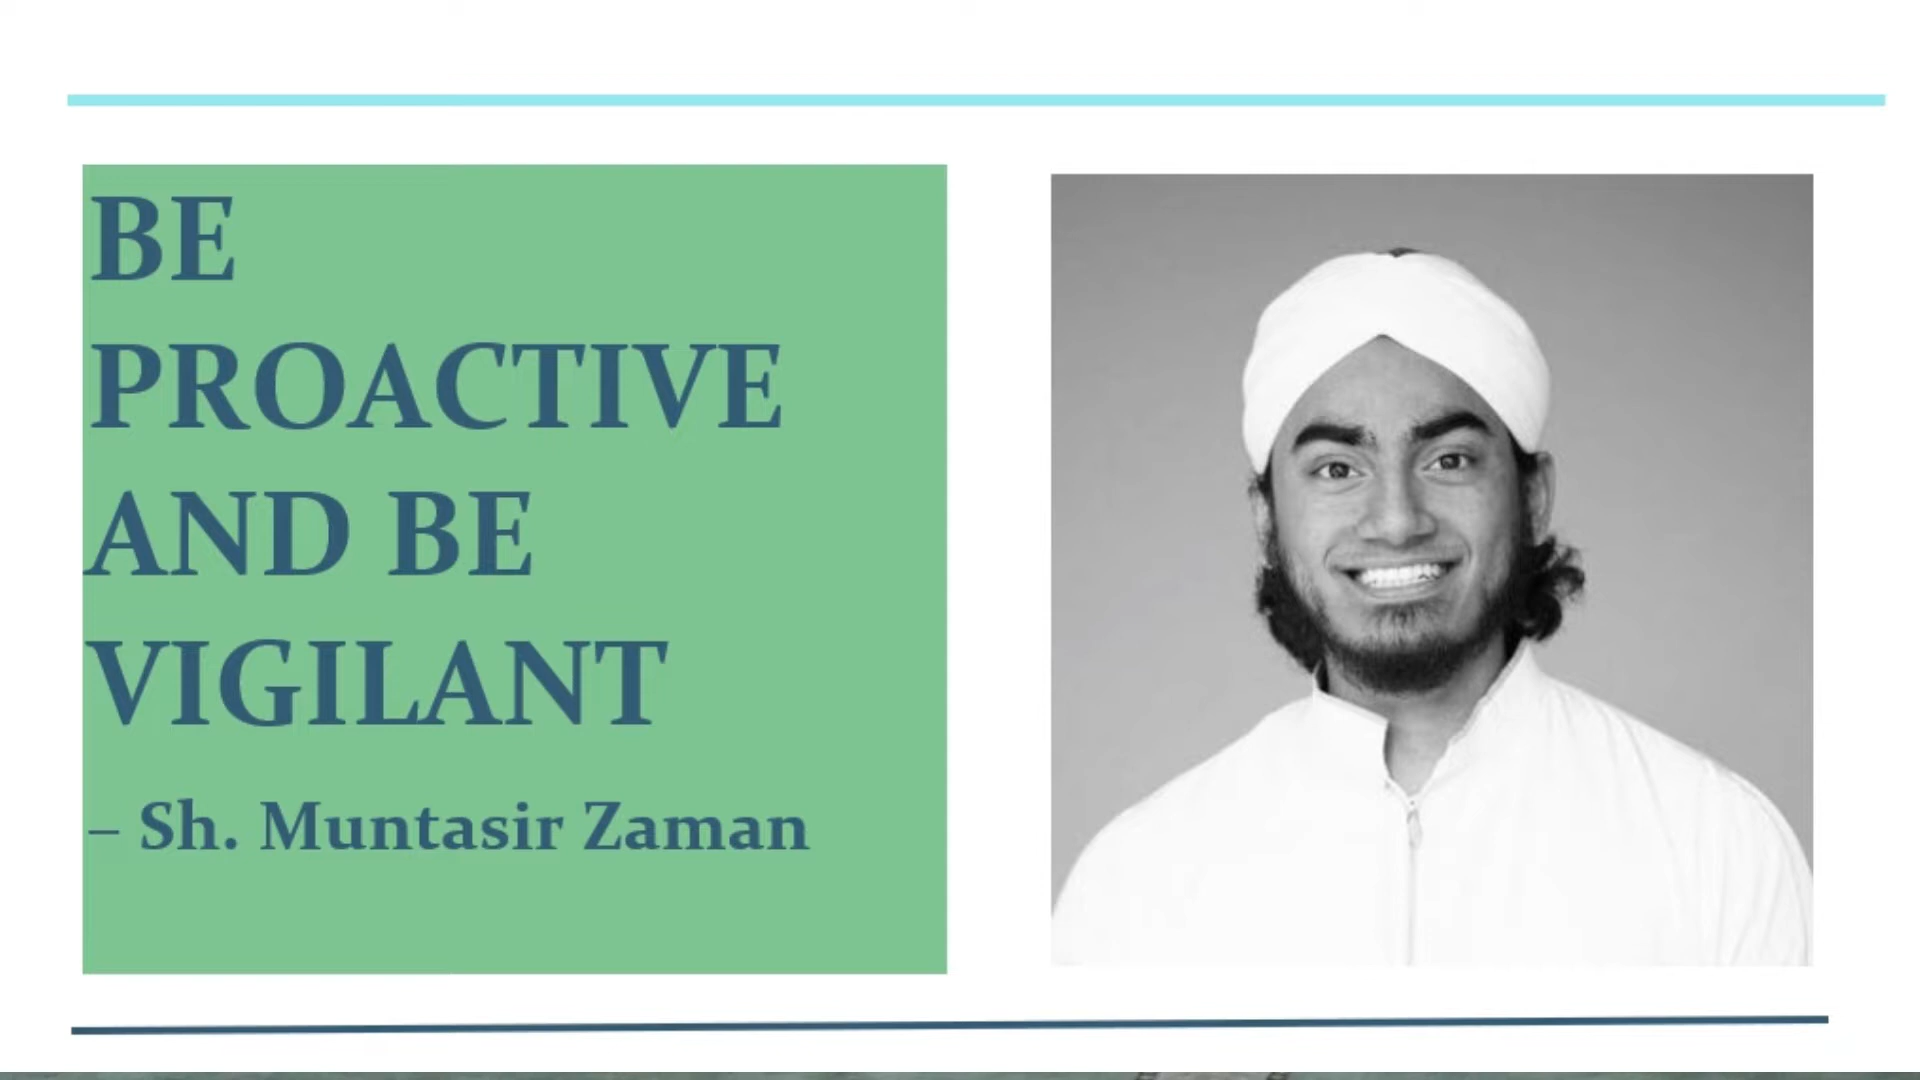 BE
PROACTIVE
AND BE
VIGILANT
– Sh. Muntasir Zaman